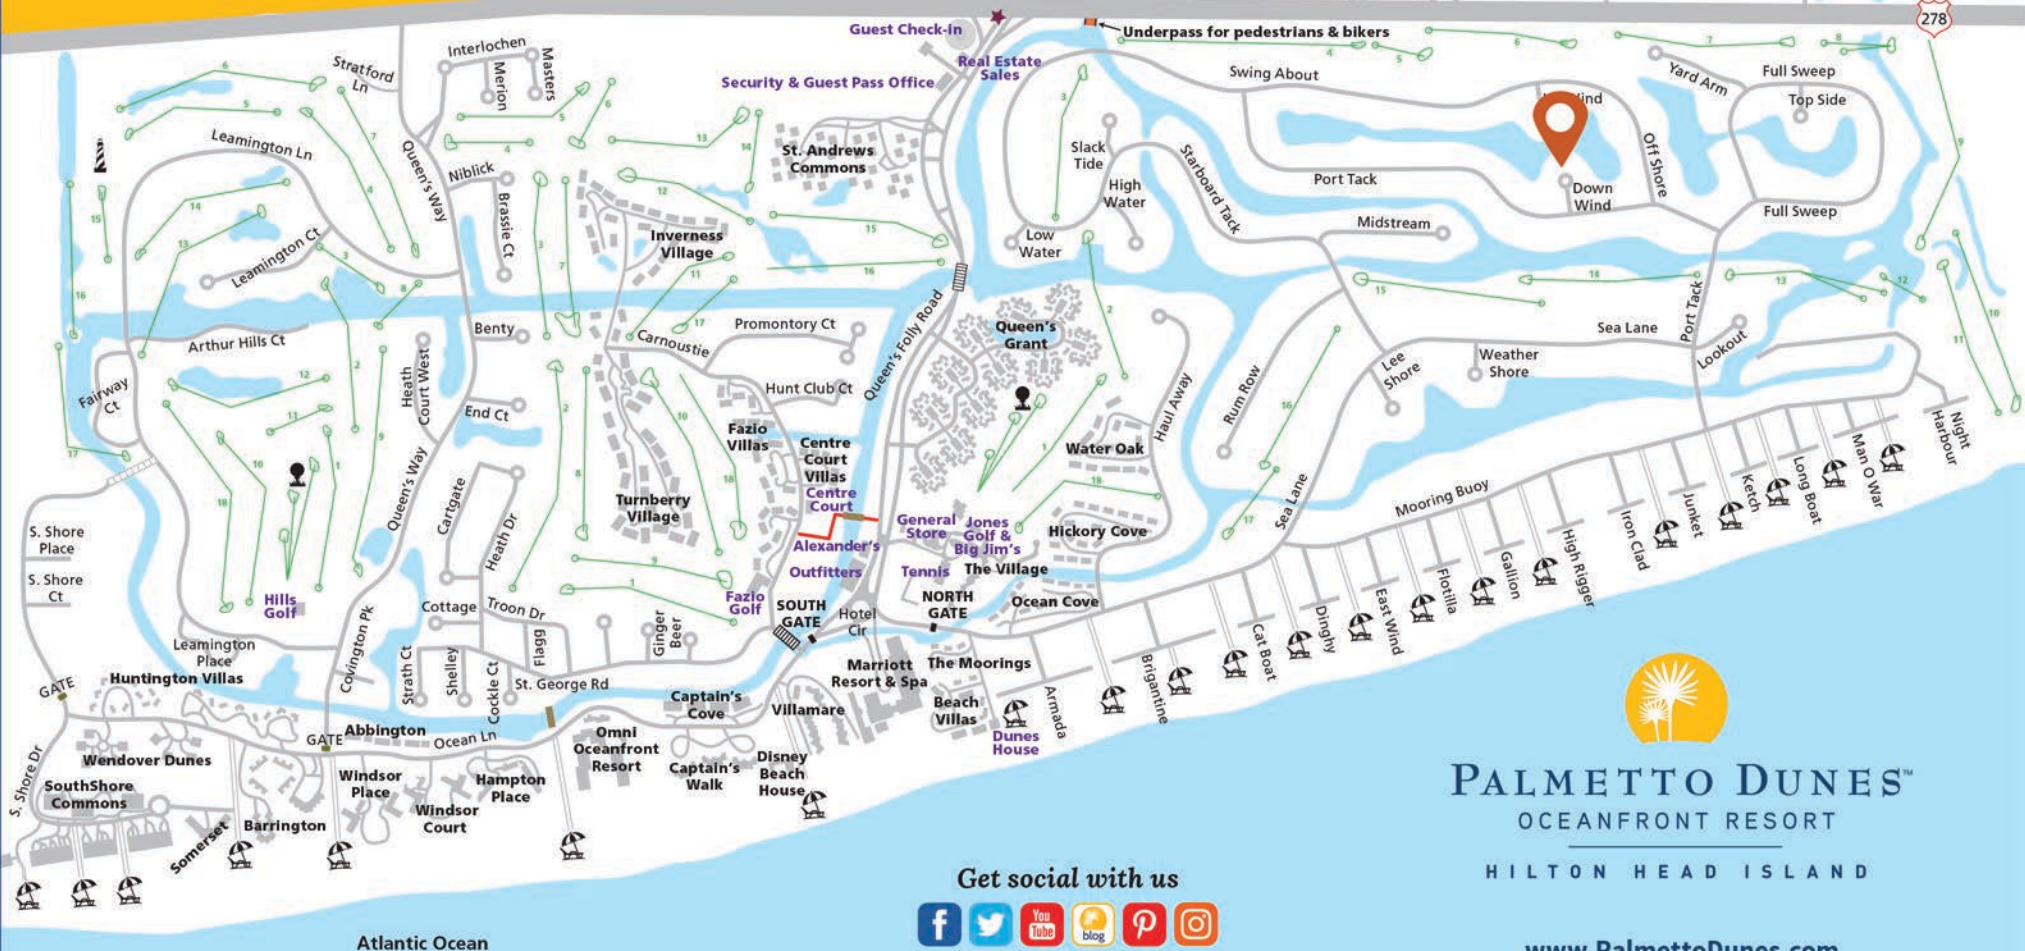 278
Guest Check-in
Underpass for pedestrians & bikers
Real Estate
Sales
Security & Guest Pass Office
Interlochen
Merion
Masters
Stratford
Ln
Swing About
Yard Arm
Full Sweep
Top Side
Leamington Ln
Queen's Way
Niblick
Brassie Ct
St. Andrews
Commons
Slack
Tide
High
Water
Low
Water
Starboard Tack
Port Tack
Off Shore
Down
Wind
Full Sweep
Midstream
Leamington Ct
Inverness
Village
Arthur Hills Ct
Fairway
Ct
Benty
Heath
Court West
End Ct
Carnoustie
Promontory Ct
Hunt Club Ct
Queen's Folly Road
Queen's
Grant
Haul Away
Rum Row
Lee
Shore
Weather
Shore
Sea Lane
Port Tack
Lookout
Night
Harbour
Fazio
Villas
Centre
Court
Villas
Centre
Court
Water Oak
Turnberry
Village
Queen's Way
Cartgate
Heath Dr
Alexander's
Outfitters
General
Store
Jones
Golf &
Big Jim's
Tennis
The Village
Hickory Cove
Ocean Cove
Sea Lane
Mooring Buoy
Man O War
Long Boat
Ketch
Junket
Iron Clad
High Rigger
Gallion
Flotilla
East Wind
Dinghy
Cat Boat
Brigantine
Armada
S. Shore
Place
S. Shore
Ct
Hills
Golf
Fazio
Golf
SOUTH
GATE
Hotel
Cir
NORTH
GATE
Leamington
Place
Huntington Villas
Covington Pk
Cottage
Troon Dr
Flagg
Ginger
Beer
Strath Ct
Shelley
Cockle Ct
St. George Rd
Marriott
Resort & Spa
The Moorings
Beach
Villas
Dunes
House
GATE
GATE
Abbington
Ocean Ln
Captain's
Cove
Villamare
Omni
Oceanfront
Resort
Captain's
Walk
Disney
Beach
House
S. Shore Dr
Wendover Dunes
SouthShore
Commons
Windsor
Place
Hampton
Place
Windsor
Court
Barrington
Somerset
Atlantic Ocean
Get social with us
You
Tube
blog
PALMETTO DUNES™
OCEANFRONT RESORT
HILTON HEAD ISLAND
www.PalmettoDunes.com